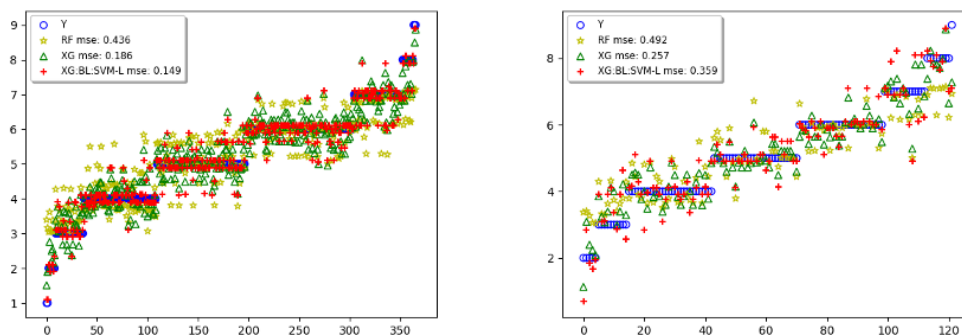 9
8
7
6
5
4
3
2
1
Y
RF mse: 0.436
XG mse: 0.186
XG:BL:SVM-L mse: 0.149
0 50 100 150 200 250 300 350
8
6
4
2
Y
RF mse: 0.492
XG mse: 0.257
XG:BL:SVM-L mse: 0.359
0 20 40 60 80 100 120